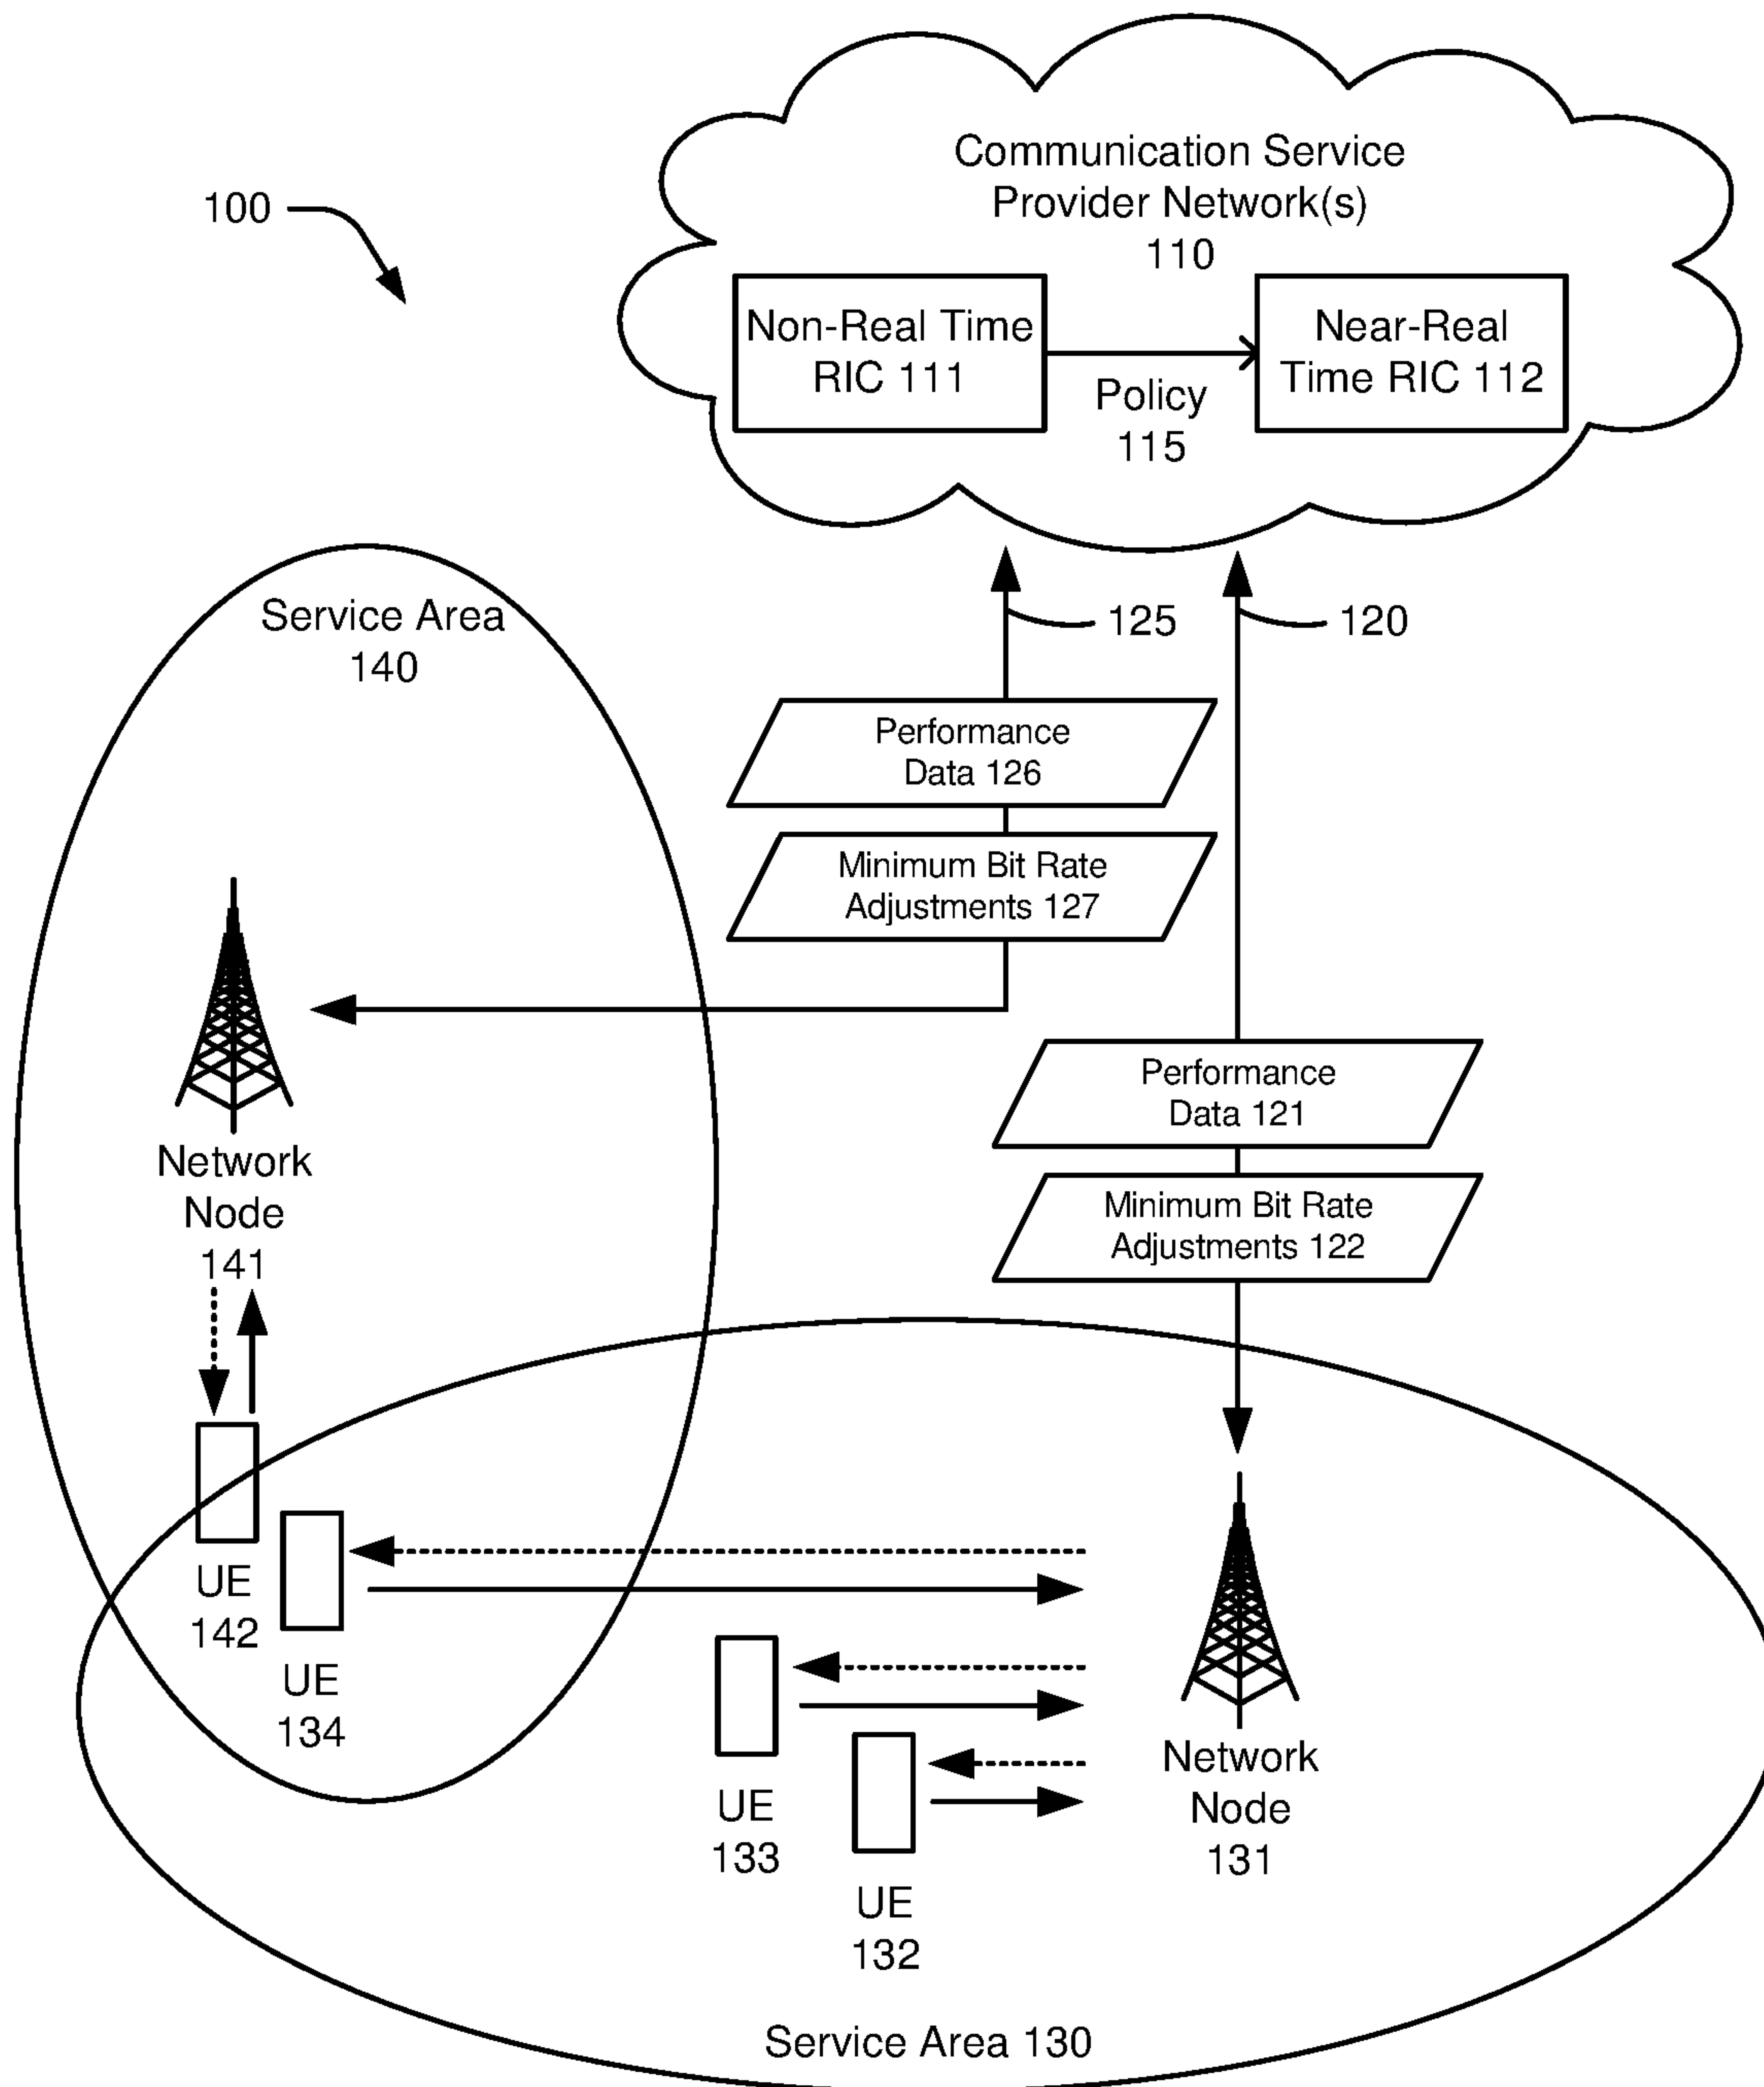 Communication Service
Provider Network(s)
110
100
Non-Real Time
RIC 111
Near-Real
Time RIC 112
Policy
115
Service Area
140
125
120
Performance
Data 126
Minimum Bit Rate
Adjustments 127
Performance
Data 121
Minimum Bit Rate
Adjustments 122
Network
Node
141
UE
142
UE
134
UE
133
UE
132
Network
Node
131
Service Area 130